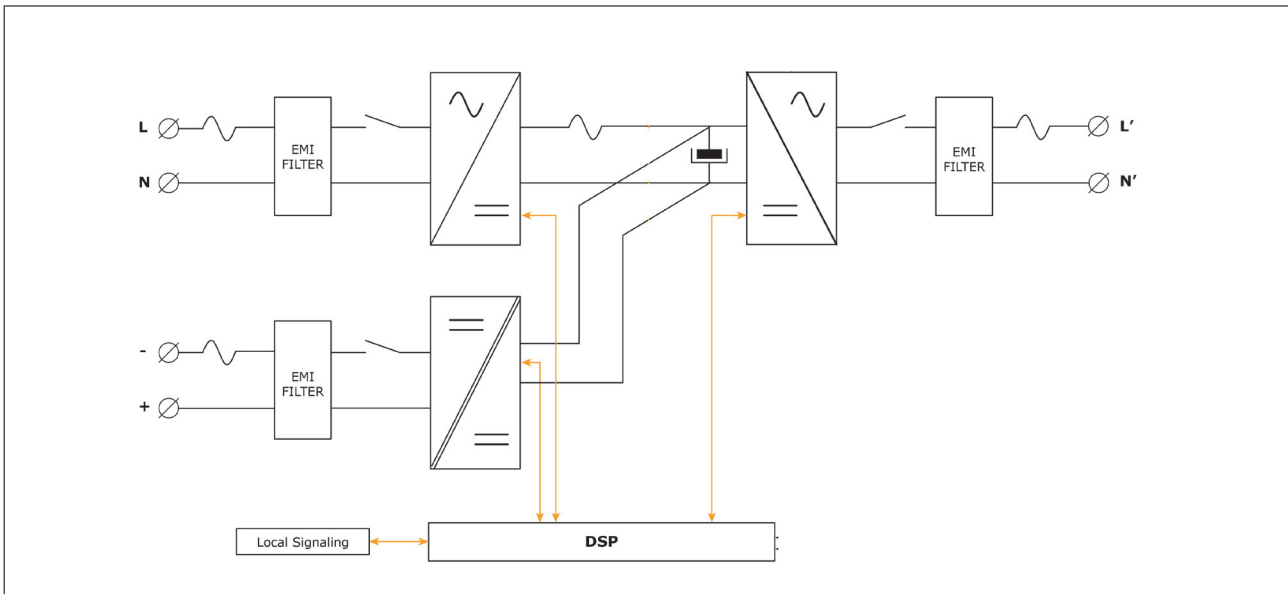 L
EMI
FILTER
N
EMI
FILTER
L'
N'
-
EMI
FILTER
+
Local Signaling
DSP